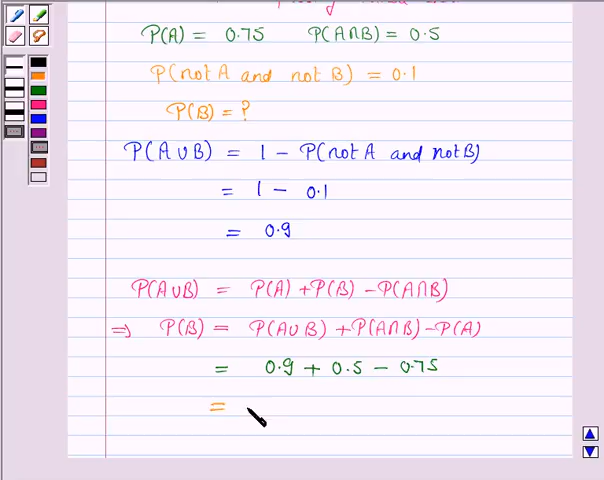 P(A) = 0.75 P(A∩B) = 0.5
P(not A and not B) = 0.1
P(B) = ?
P(A∪B) = 1 - P(not A and not B)
= 1 - 0.1
= 0.9
P(A∪B) = P(A) + P(B) - P(A∩B)
⇒ P(B) = P(A∪B) + P(A∩B) - P(A)
= 0.9 + 0.5 - 0.75
=